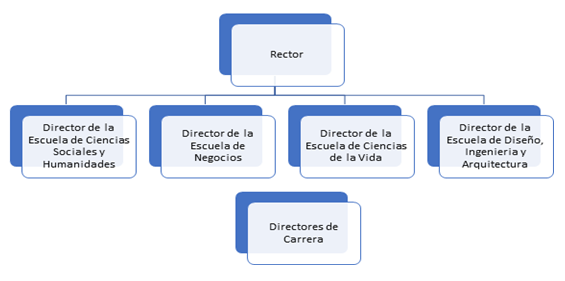 Rector
Director de la
Escuela de Ciencias
Sociales y
Humanidades
Director de la
Escuela de
Negocios
Director de la
Escuela de Ciencias
de la Vida
Director de la
Escuela de Diseño,
Ingenieria y
Arquitectura
Directores de
Carrera